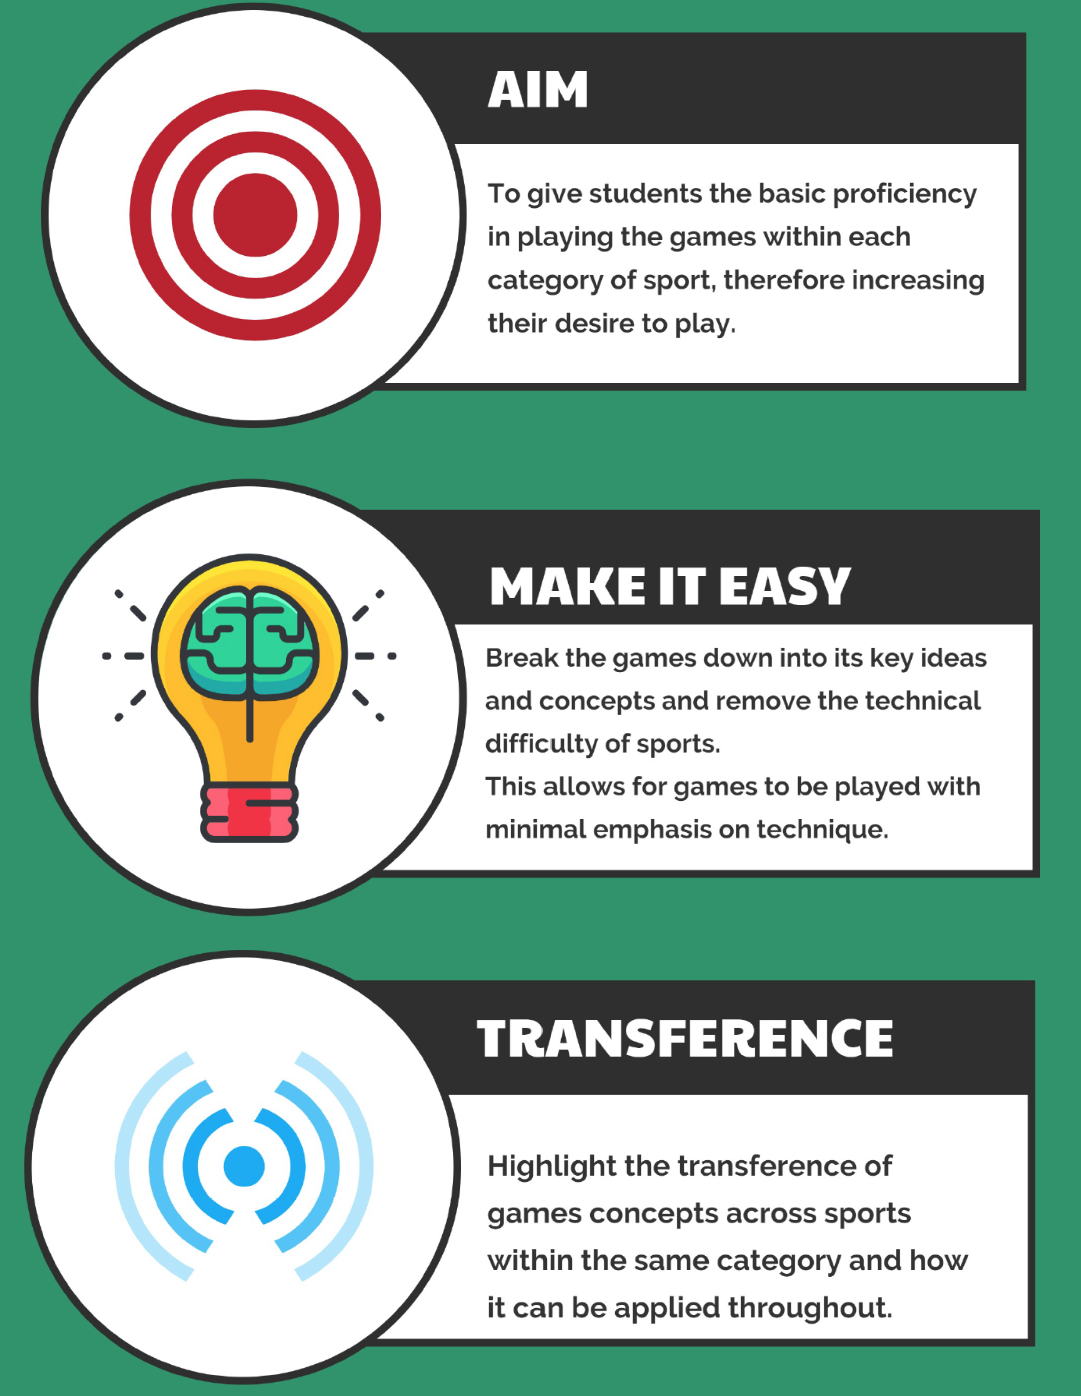 AIM
To give students the basic proficiency
in playing the games within each
category of sport, therefore increasing
their desire to play.
MAKE IT EASY
Break the games down into its key ideas
and concepts and remove the technical
difficulty of sports.
This allows for games to be played with
minimal emphasis on technique.
TRANSFERENCE
Highlight the transference of
games concepts across sports
within the same category and how
it can be applied throughout.